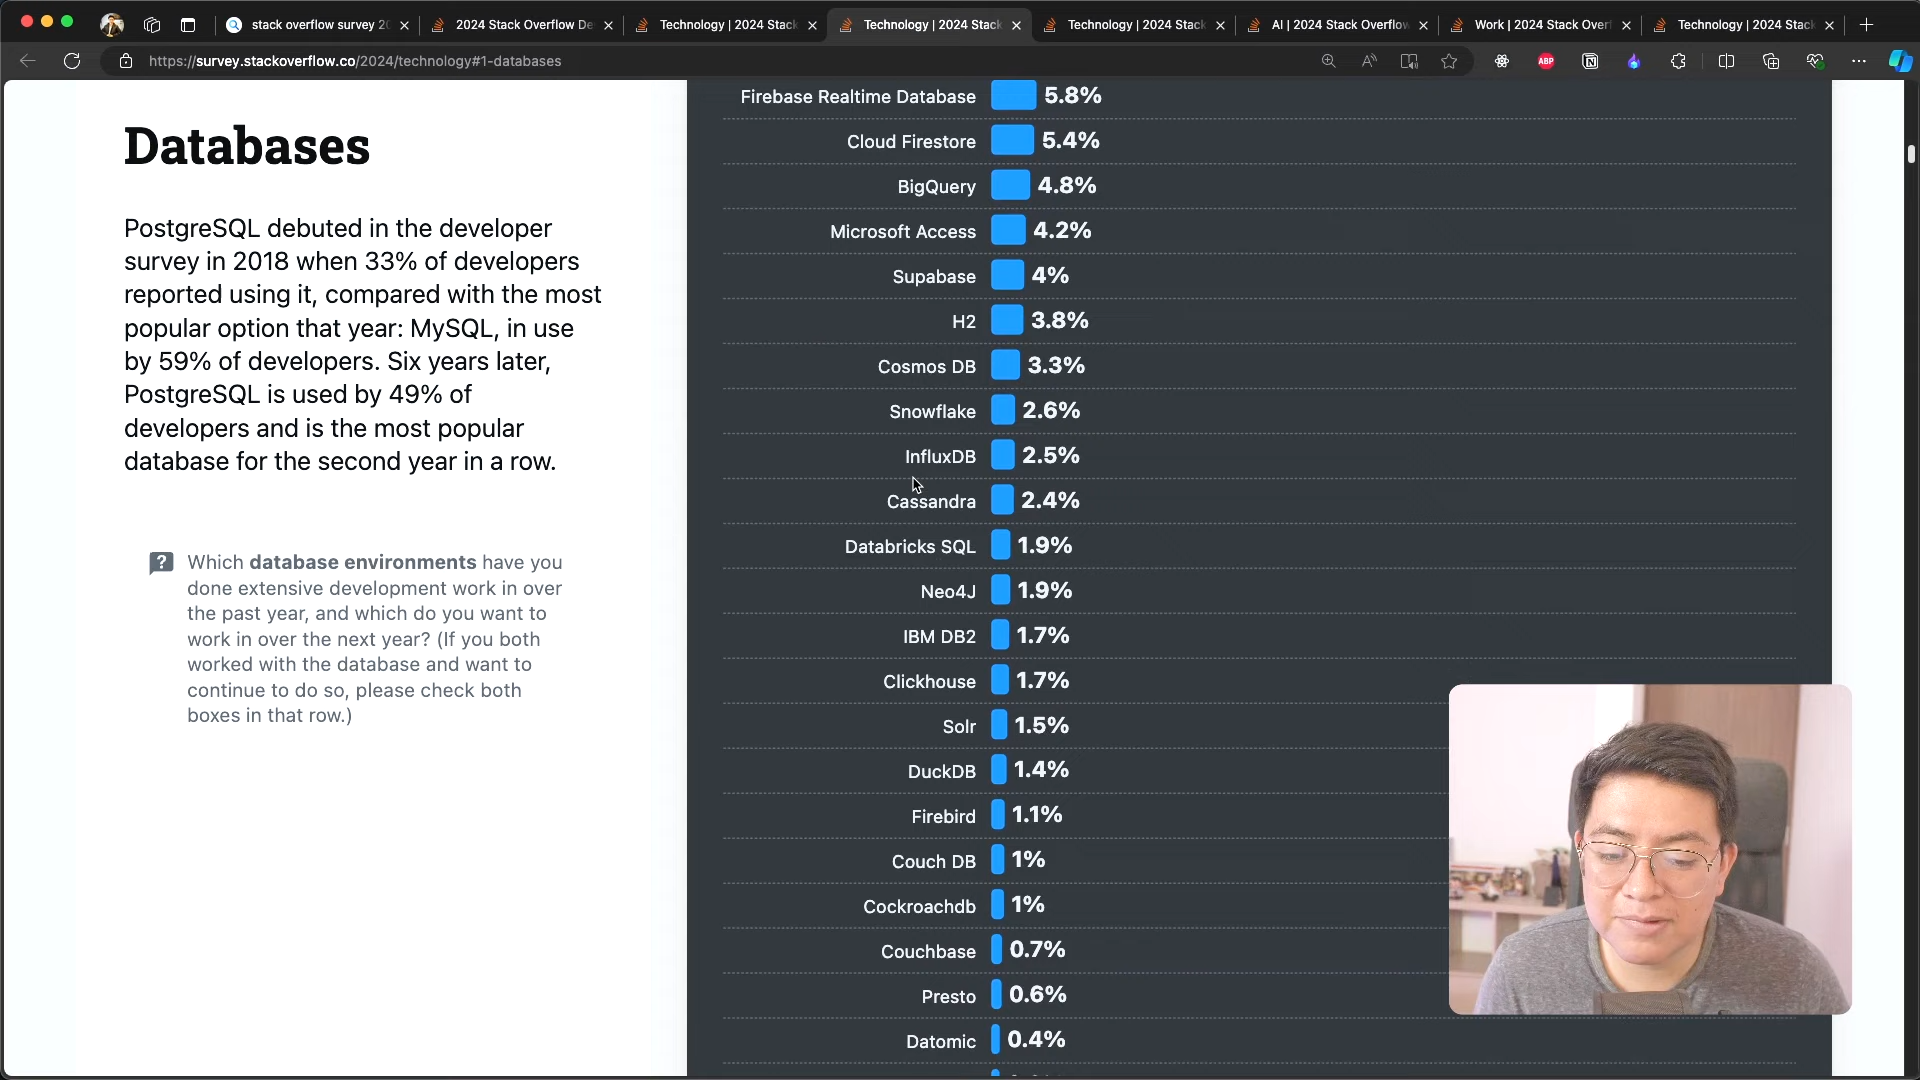 stack overflow survey 20
2024 Stack Overflow De
Technology | 2024 Stack
Technology | 2024 Stack
Technology | 2024 Stack
AI | 2024 Stack Overflow
Work | 2024 Stack Overf
Technology | 2024 Stack
https://survey.stackoverflow.co/2024/technology#1-databases
ABP
Databases
PostgreSQL debuted in the developer
survey in 2018 when 33% of developers
reported using it, compared with the most
popular option that year: MySQL, in use
by 59% of developers. Six years later,
PostgreSQL is used by 49% of
developers and is the most popular
database for the second year in a row.
? Which database environments have you
done extensive development work in over
the past year, and which do you want to
work in over the next year? (If you both
worked with the database and want to
continue to do so, please check both
boxes in that row.)
Firebase Realtime Database 5.8%
Cloud Firestore 5.4%
BigQuery 4.8%
Microsoft Access 4.2%
Supabase 4%
H2 3.8%
Cosmos DB 3.3%
Snowflake 2.6%
InfluxDB 2.5%
Cassandra 2.4%
Databricks SQL 1.9%
Neo4J 1.9%
IBM DB2 1.7%
Clickhouse 1.7%
Solr 1.5%
DuckDB 1.4%
Firebird 1.1%
Couch DB 1%
Cockroachdb 1%
Couchbase 0.7%
Presto 0.6%
Datomic 0.4%